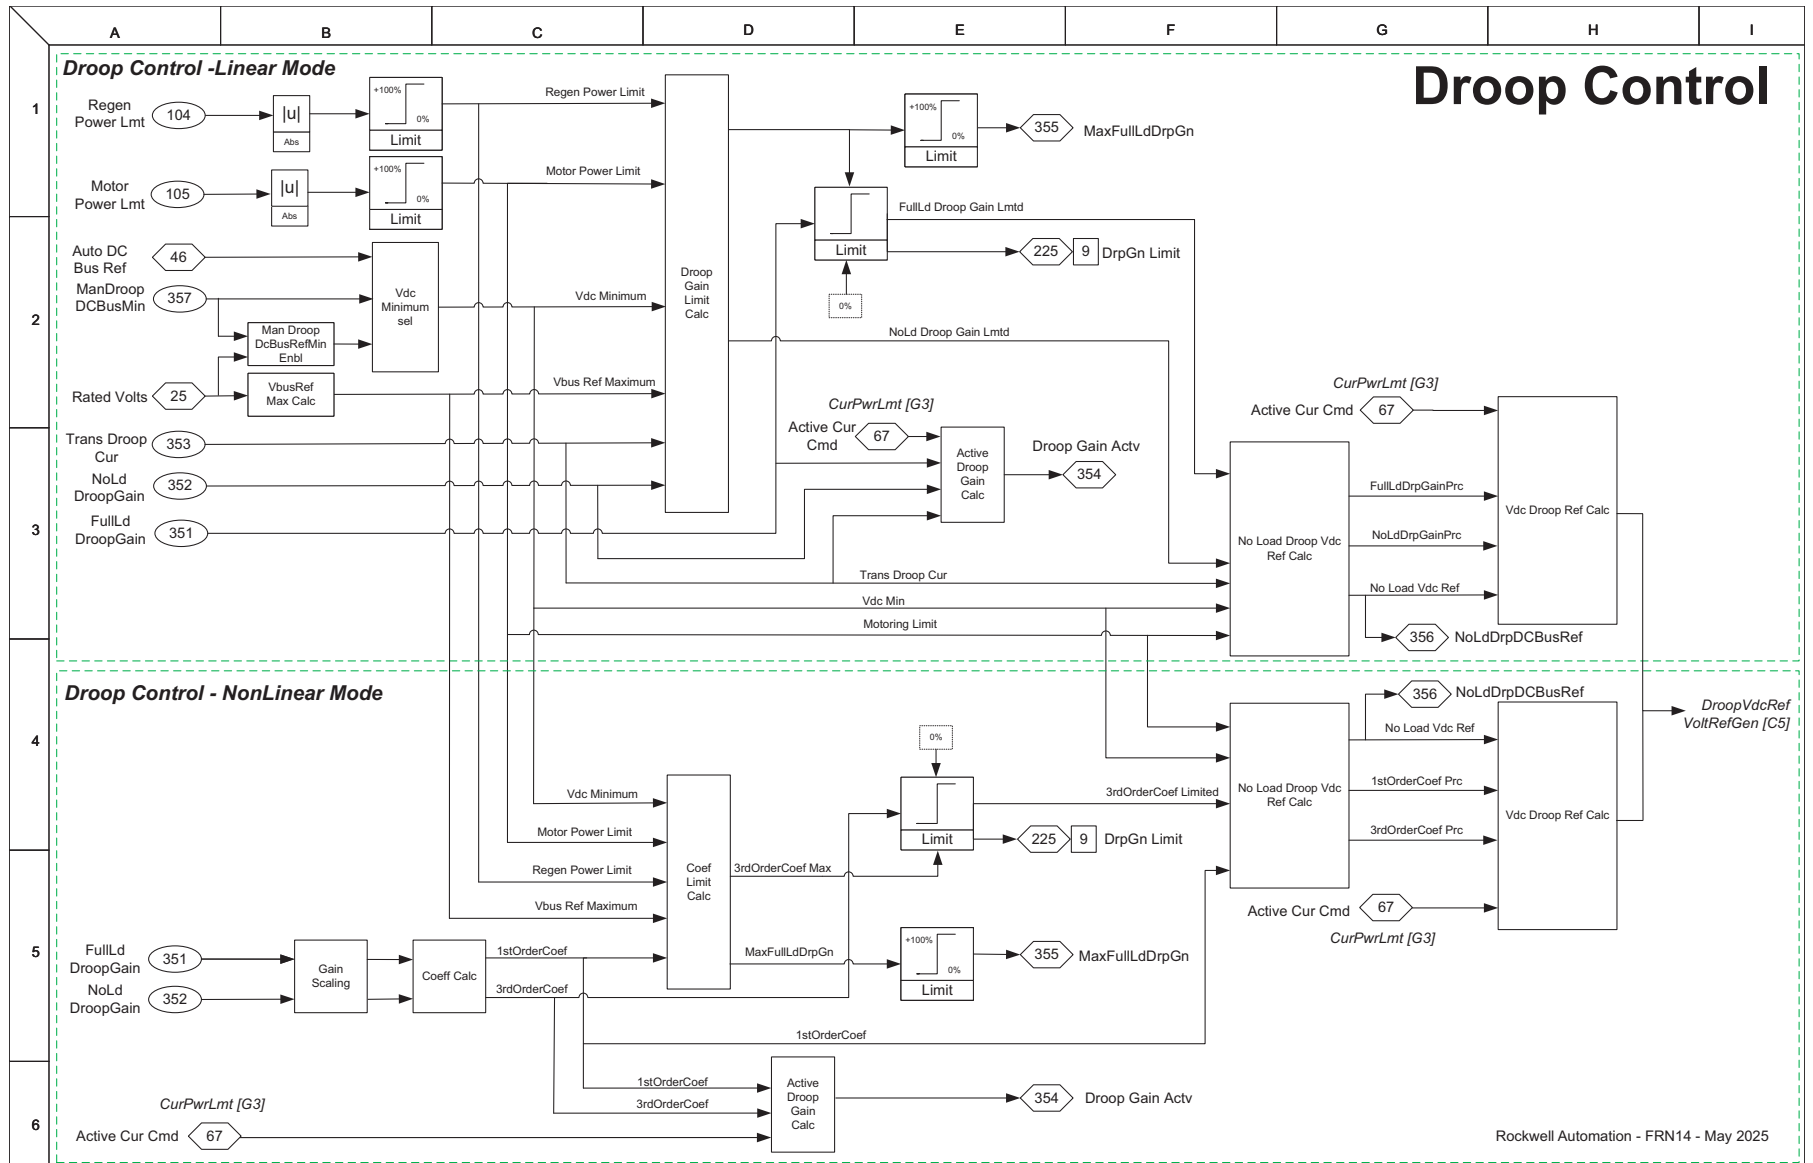 A B C D E F G H I
1
2
3
4
5
6
Droop Control
Droop Control -Linear Mode
Regen
Power Lmt
104
|u|
Abs
+100%
0%
Limit
Regen Power Limit
Motor
Power Lmt
105
|u|
Abs
+100%
0%
Limit
Motor Power Limit
Auto DC
Bus Ref
46
ManDroop
DCBusMin
357
Man Droop
DcBusRefMin
Enbl
Vdc
Minimum
sel
Vdc Minimum
Rated Volts
25
VbusRef
Max Calc
Vbus Ref Maximum
Trans Droop
Cur
353
NoLd
DroopGain
352
FullLd
DroopGain
351
Droop
Gain
Limit
Calc
+100%
0%
Limit
355
MaxFullLdDrpGn
Limit
0%
FullLd Droop Gain Lmtd
225
9
DrpGn Limit
NoLd Droop Gain Lmtd
CurPwrLmt [G3]
Active Cur
Cmd
67
Active
Droop
Gain
Calc
Droop Gain Actv
354
Trans Droop Cur
Vdc Min
Motoring Limit
No Load Droop Vdc
Ref Calc
CurPwrLmt [G3]
Active Cur Cmd
67
FullLdDrpGainPrc
NoLdDrpGainPrc
No Load Vdc Ref
356
NoLdDrpDCBusRef
Vdc Droop Ref Calc
Droop Control - NonLinear Mode
Vdc Minimum
Motor Power Limit
Regen Power Limit
Vbus Ref Maximum
FullLd
DroopGain
351
NoLd
DroopGain
352
Gain
Scaling
Coeff Calc
1stOrderCoef
3rdOrderCoef
Coef
Limit
Calc
3rdOrderCoef Max
MaxFullLdDrpGn
0%
Limit
3rdOrderCoef Limited
225
9
DrpGn Limit
+100%
0%
Limit
355
MaxFullLdDrpGn
1stOrderCoef
No Load Droop Vdc
Ref Calc
356
NoLdDrpDCBusRef
No Load Vdc Ref
1stOrderCoef Prc
3rdOrderCoef Prc
Active Cur Cmd
67
CurPwrLmt [G3]
Vdc Droop Ref Calc
DroopVdcRef
VoltRefGen [C5]
1stOrderCoef
3rdOrderCoef
CurPwrLmt [G3]
Active Cur Cmd
67
Active
Droop
Gain
Calc
354
Droop Gain Actv
Rockwell Automation - FRN14 - May 2025